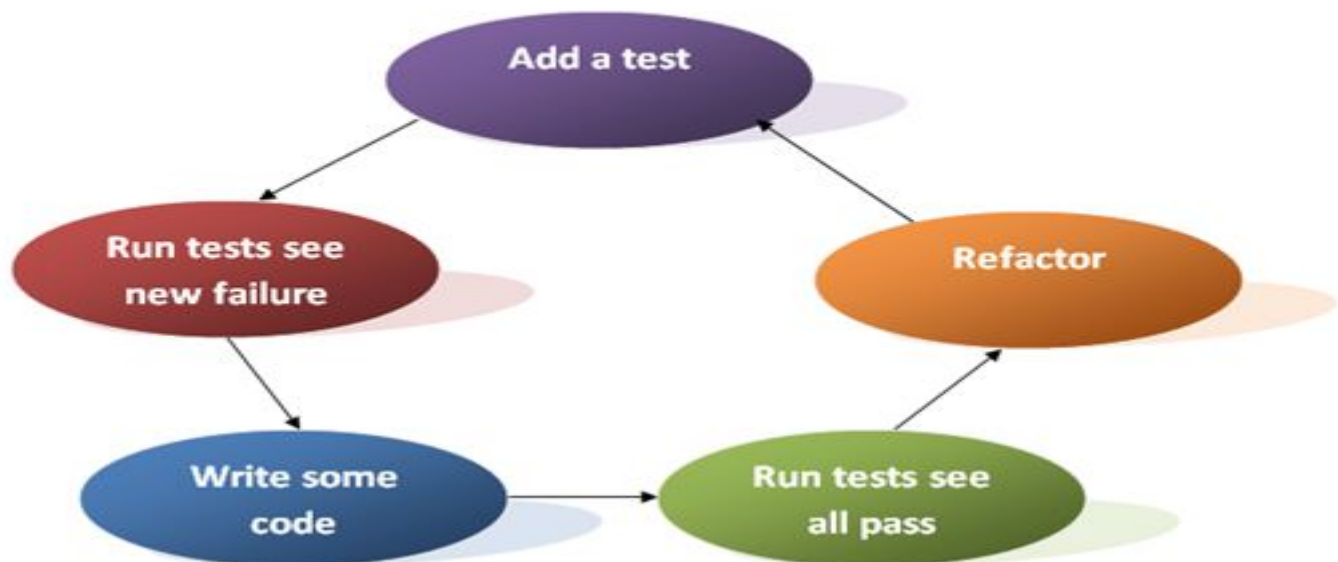 Add a test
Run tests see
new failure
Write some
code
Run tests see
all pass
Refactor